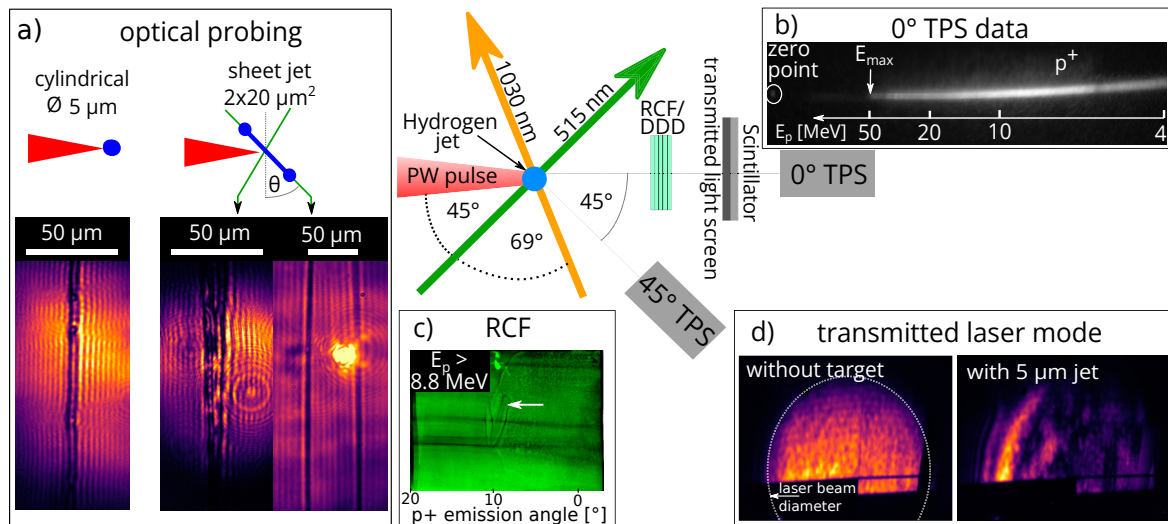 a)
optical probing
cylindrical
Ø 5 µm
sheet jet
2x20 µm²
θ
50 µm
50 µm
50 µm
1030 nm
515 nm
Hydrogen
jet
PW pulse
45°
69°
45°
RCF/
DDD
transmitted light screen
Scintillator
0° TPS
45° TPS
b)
0° TPS data
zero
point
Emax
p+
Ep [MeV]
50
20
10
4
c)
RCF
Ep >
8.8 MeV
20
10
0
p+ emission angle [°]
d)
transmitted laser mode
without target
with 5 µm jet
laser beam
diameter